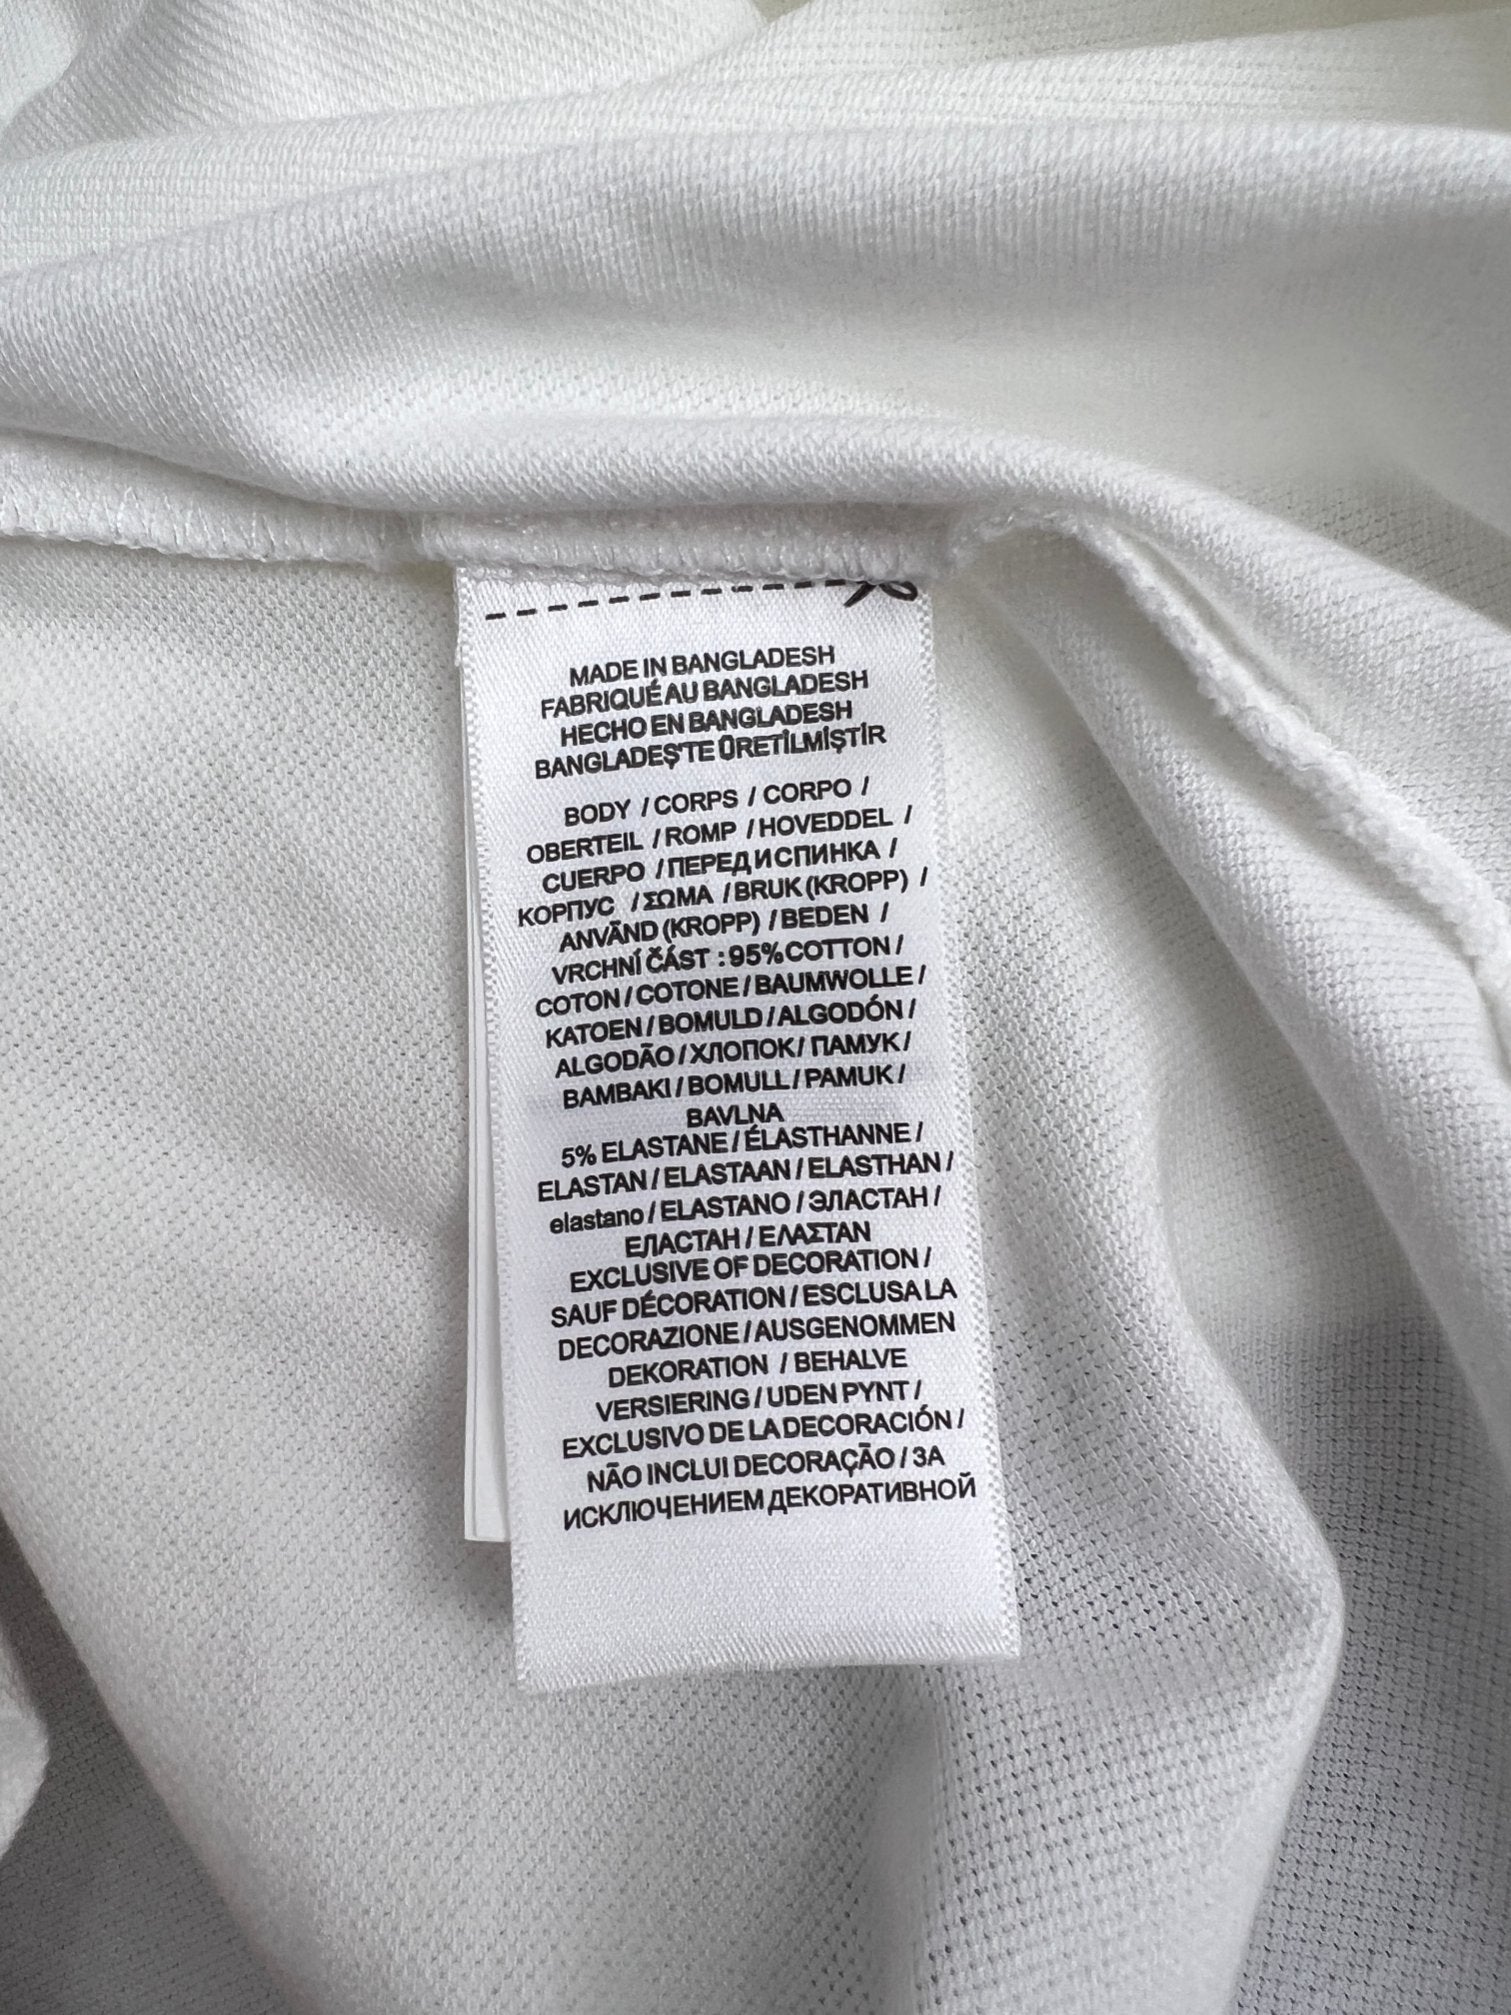 MADE IN BANGLADESH
FABRIQUÉ AU BANGLADESH
HECHO EN BANGLADESH
BANGLADEŞ'TE ÜRETİLMİŞTİR
BODY / CORPS / CORPO /
OBERTEIL / ROMP / HOVEDDEL /
CUERPO / ПЕРЕД И СПИНКА /
КОРПУС / ΣΩΜΑ / BRUK (KROPP) /
ANVÄND (KROPP) / BEDEN /
VRCHNÍ ČÁST : 95% COTTON /
COTON / COTONE / BAUMWOLLE /
KATOEN / BOMULD / ALGODÓN /
ALGODÃO / ХЛОПОК / ПАМУК /
BAMBAKI / BOMULL / PAMUK /
BAVLNA
5% ELASTANE / ÉLASTHANNE /
ELASTAN / ELASTAAN / ELASTHAN /
elastano / ELASTANO / ЭЛАСТАН /
ЕЛАСТАН / ΕΛΑΣΤΑΝ
EXCLUSIVE OF DECORATION /
SAUF DÉCORATION / ESCLUSA LA
DECORAZIONE / AUSGENOMMEN
DEKORATION / BEHALVE
VERSIERING / UDEN PYNT /
EXCLUSIVO DE LA DECORACIÓN /
NÃO INCLUI DECORAÇÃO / ЗА
ИСКЛЮЧЕНИЕМ ДЕКОРАТИВНОЙ